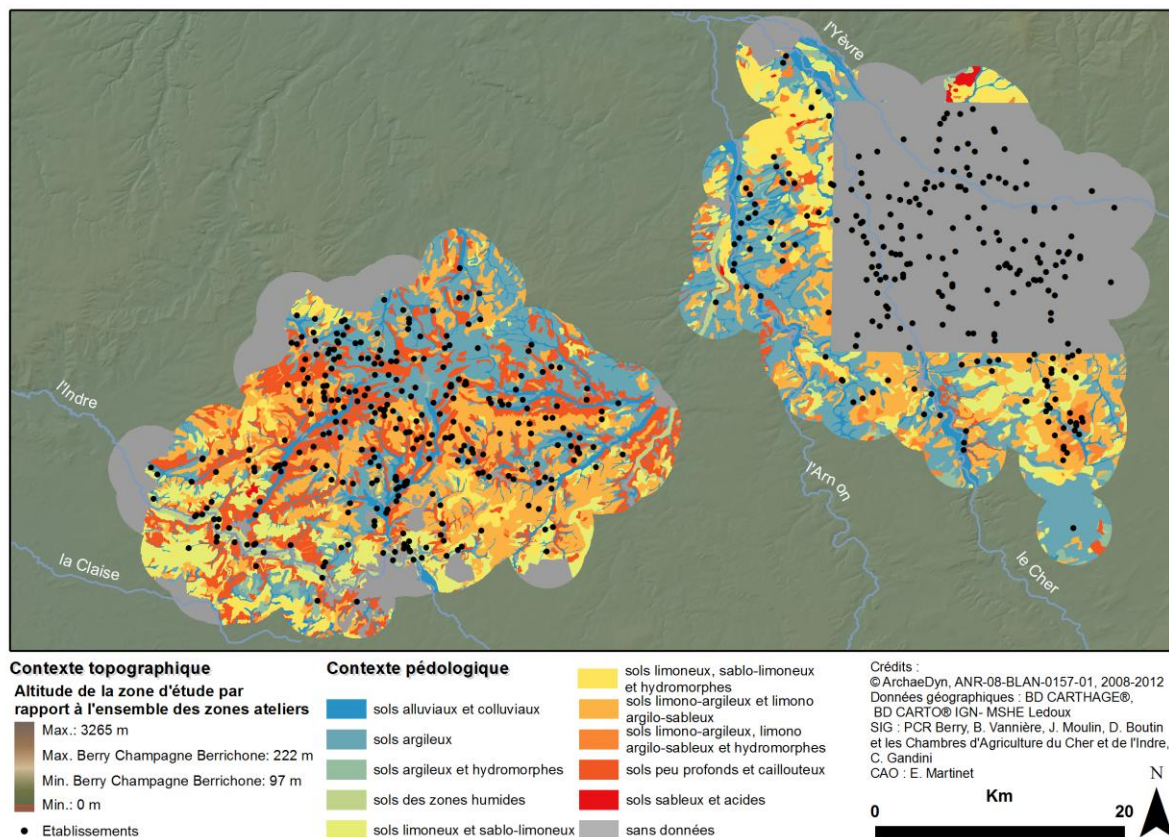 l'Yèvre
l'Indre
la Claise
l'Arn on
le Cher
Contexte topographique
Altitude de la zone d'étude par
rapport à l'ensemble des zones ateliers
Max.: 3265 m
Max. Berry Champagne Berrichone: 222 m
Min. Berry Champagne Berrichone: 97 m
Min.: 0 m
Etablissements
Contexte pédologique
sols alluviaux et colluviaux
sols argileux
sols argileux et hydromorphes
sols des zones humides
sols limoneux et sablo-limoneux
sols limoneux, sablo-limoneux
et hydromorphes
sols limono-argileux et limono
argilo-sableux
sols limono-argileux, limono
argilo-sableux et hydromorphes
sols peu profonds et caillouteux
sols sableux et acides
sans données
Crédits :
© ArchaeDyn, ANR-08-BLAN-0157-01, 2008-2012
Données géographiques : BD CARTHAGE®,
BD CARTO® IGN- MSHE Ledoux
SIG : PCR Berry, B. Vannière, J. Moulin, D. Boutin
et les Chambres d'Agriculture du Cher et de l'Indre,
C. Gandini
CAO : E. Martinet
N
Km
0 20